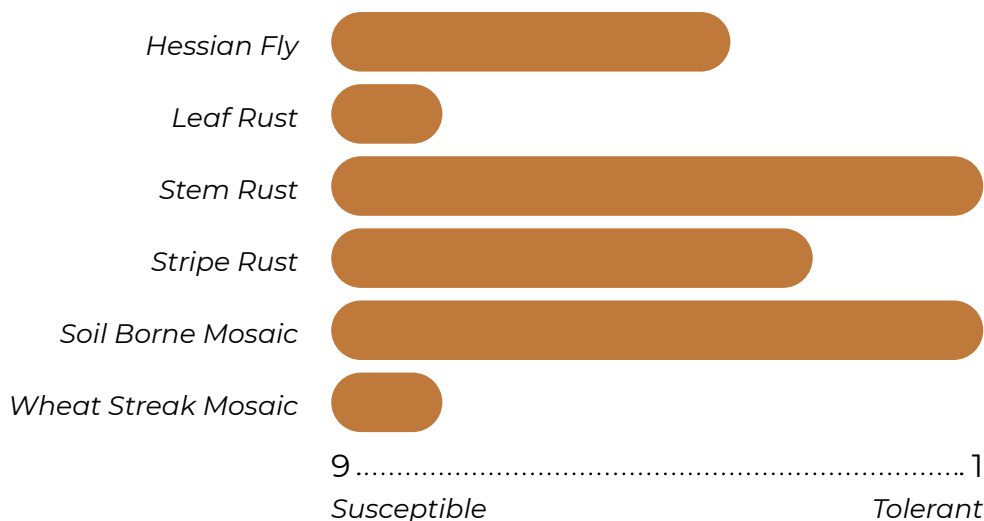 Hessian Fly
Leaf Rust
Stem Rust
Stripe Rust
Soil Borne Mosaic
Wheat Streak Mosaic
9 1
Susceptible Tolerant